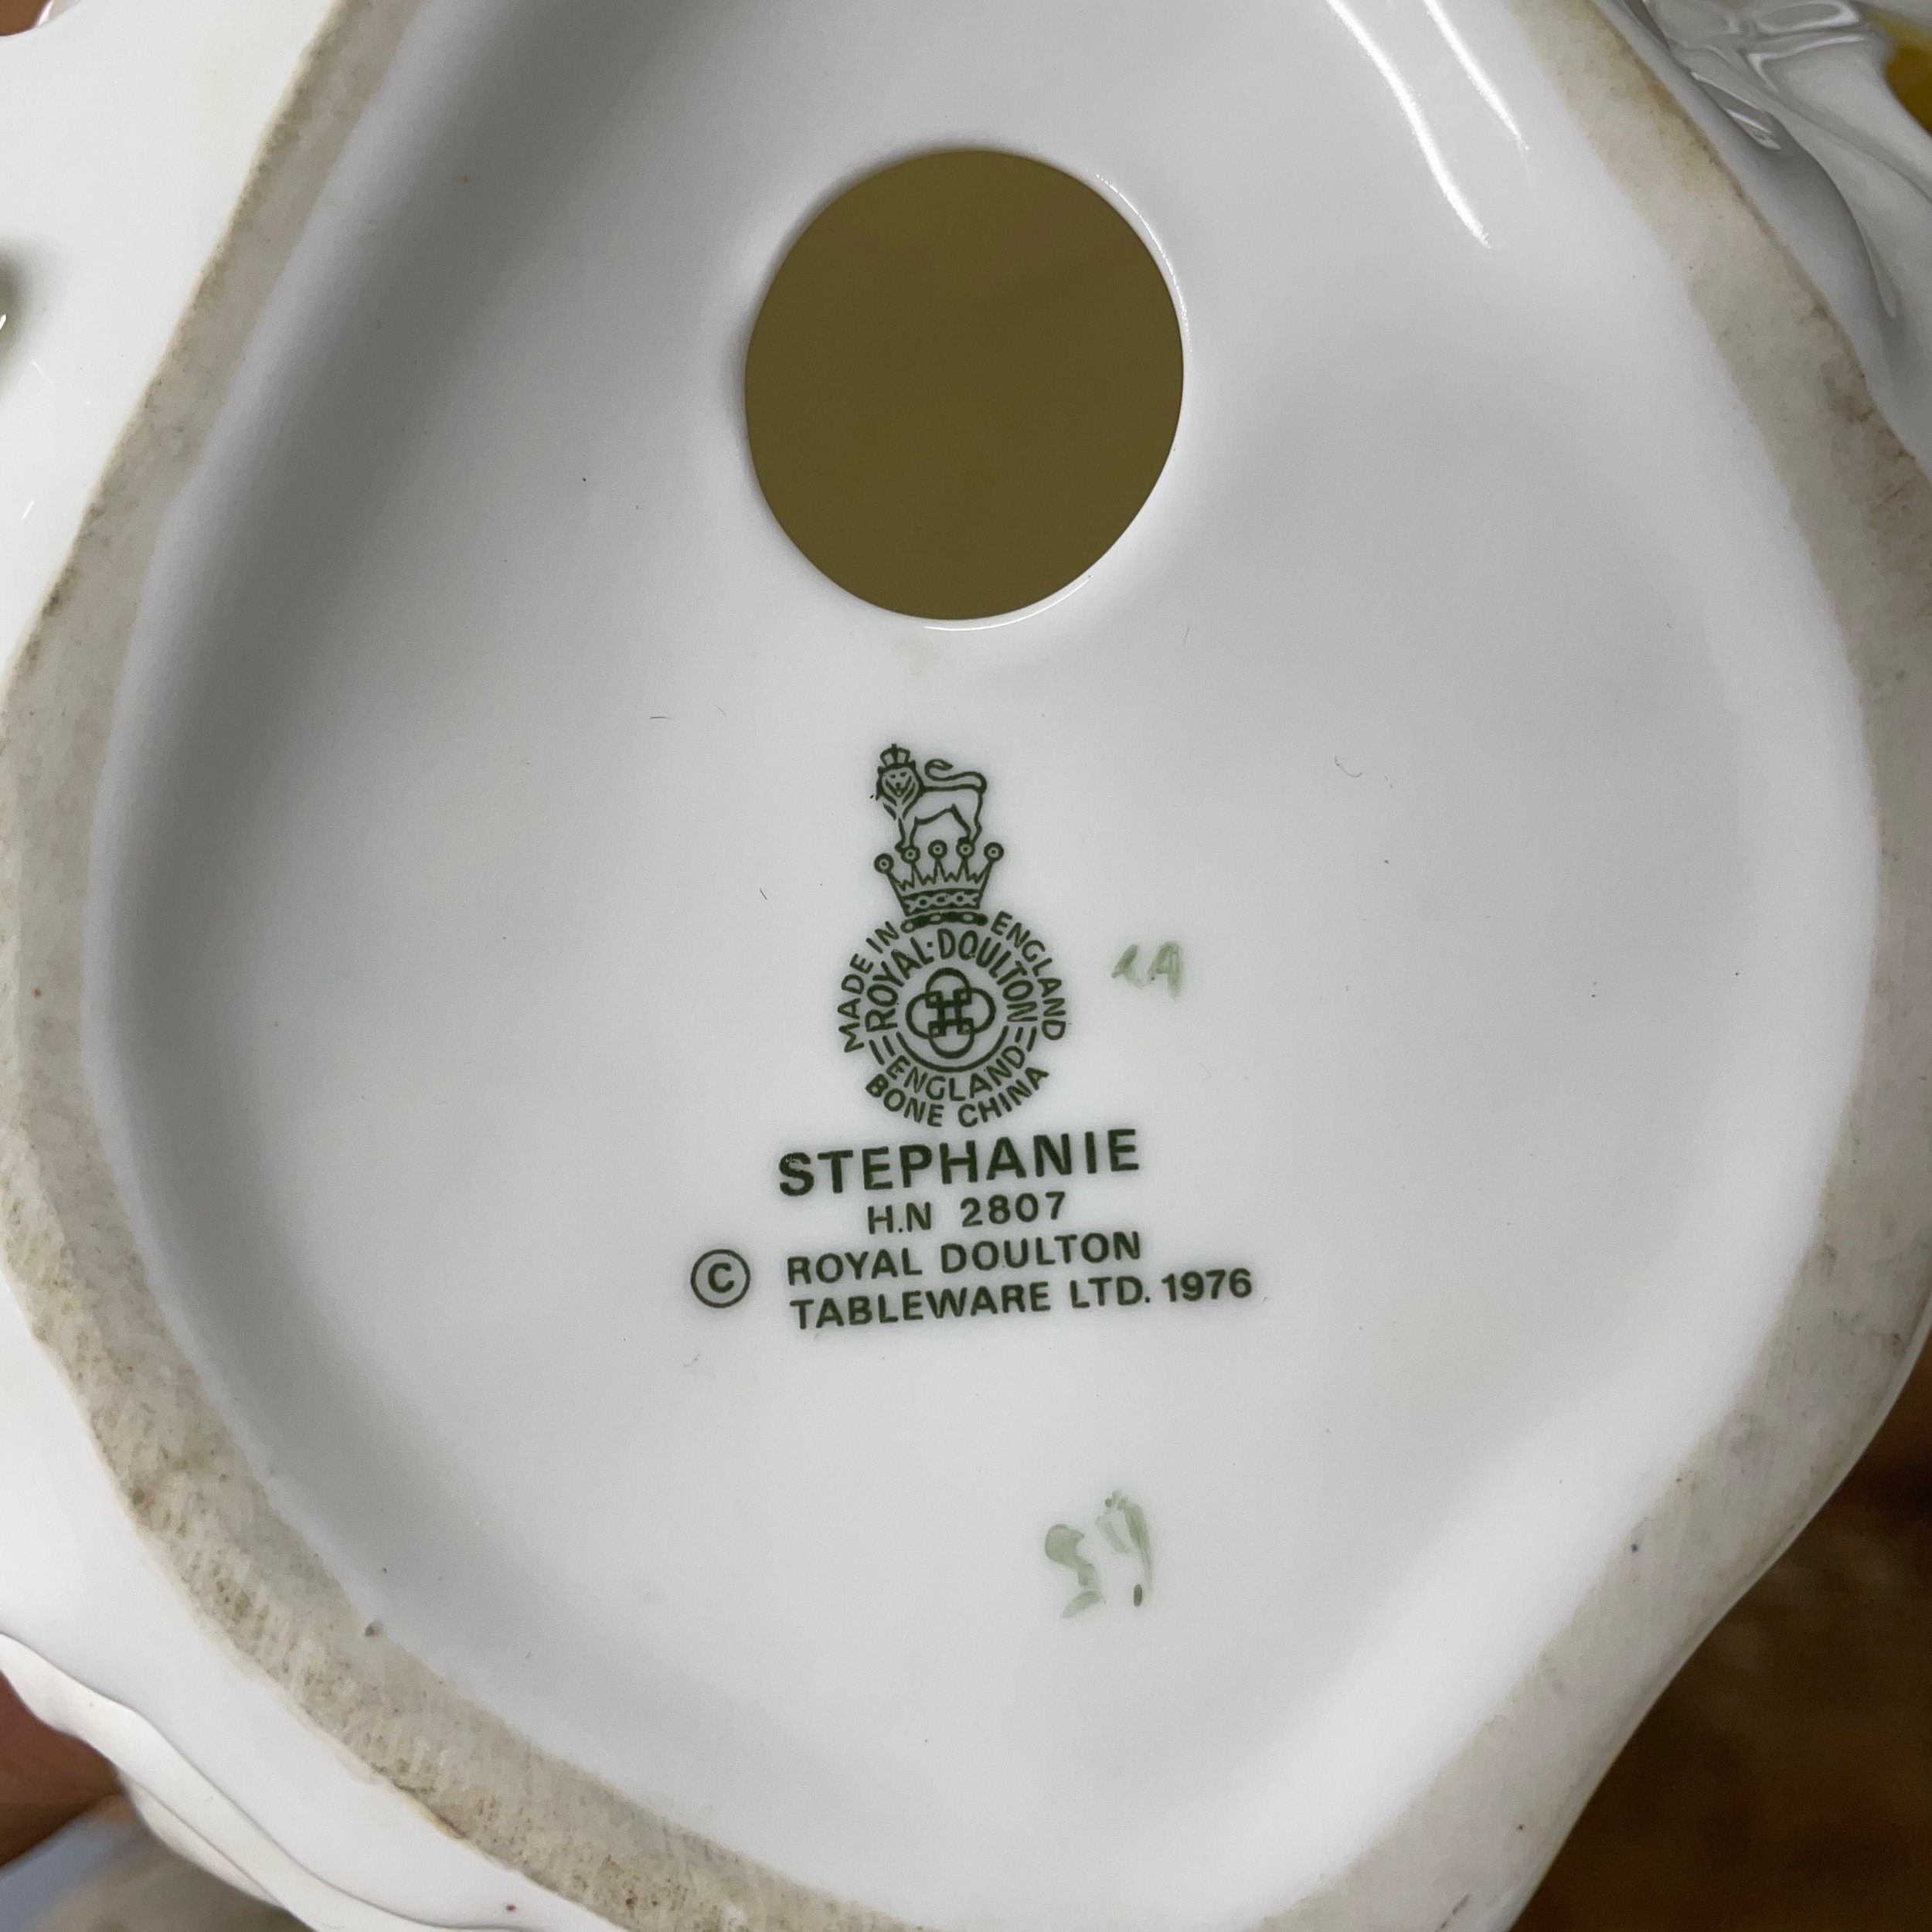 MADE IN ENGLAND
ROYAL·DOULTON
ENGLAND
BONE CHINA
STEPHANIE
H.N 2807
© ROYAL DOULTON
TABLEWARE LTD. 1976